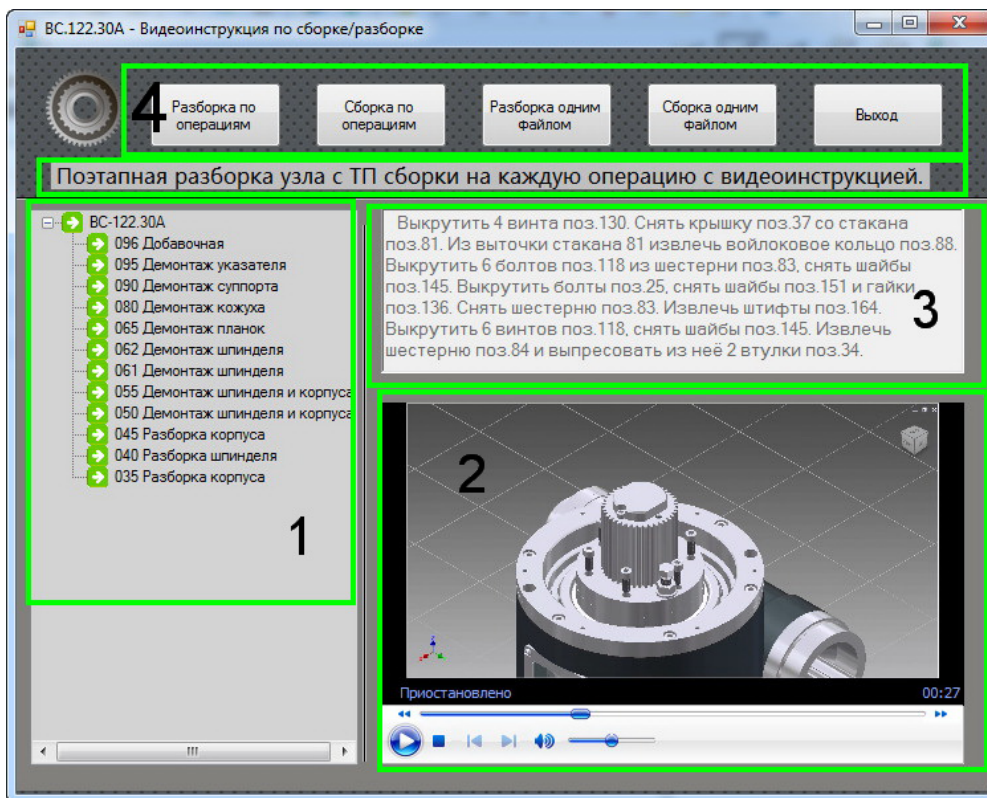 ВС.122.30А - Видеоинструкция по сборке/разборке
4
Разборка по
операциям
Сборка по
операциям
Разборка одним
файлом
Сборка одним
файлом
Выход
Поэтапная разборка узла с ТП сборки на каждую операцию с видеоинструкцией.
ВС-122.30А
096 Добавочная
095 Демонтаж указателя
090 Демонтаж суппорта
080 Демонтаж кожуха
065 Демонтаж планок
062 Демонтаж шпинделя
061 Демонтаж шпинделя
055 Демонтаж шпинделя и корпуса
050 Демонтаж шпинделя и корпуса
045 Разборка корпуса
040 Разборка шпинделя
035 Разборка корпуса
1
Выкрутить 4 винта поз.130. Снять крышку поз.37 со стакана
поз.81. Из выточки стакана 81 извлечь войлоковое кольцо поз.88.
Выкрутить 6 болтов поз.118 из шестерни поз.83, снять шайбы
поз.145. Выкрутить болты поз.25, снять шайбы поз.151 и гайки
поз.136. Снять шестерню поз.83. Извлечь штифты поз.164.
Выкрутить 6 винтов поз.118, снять шайбы поз.145. Извлечь
шестерню поз.84 и выпресовать из неё 2 втулки поз.34.
3
2
Приостановлено
00:27